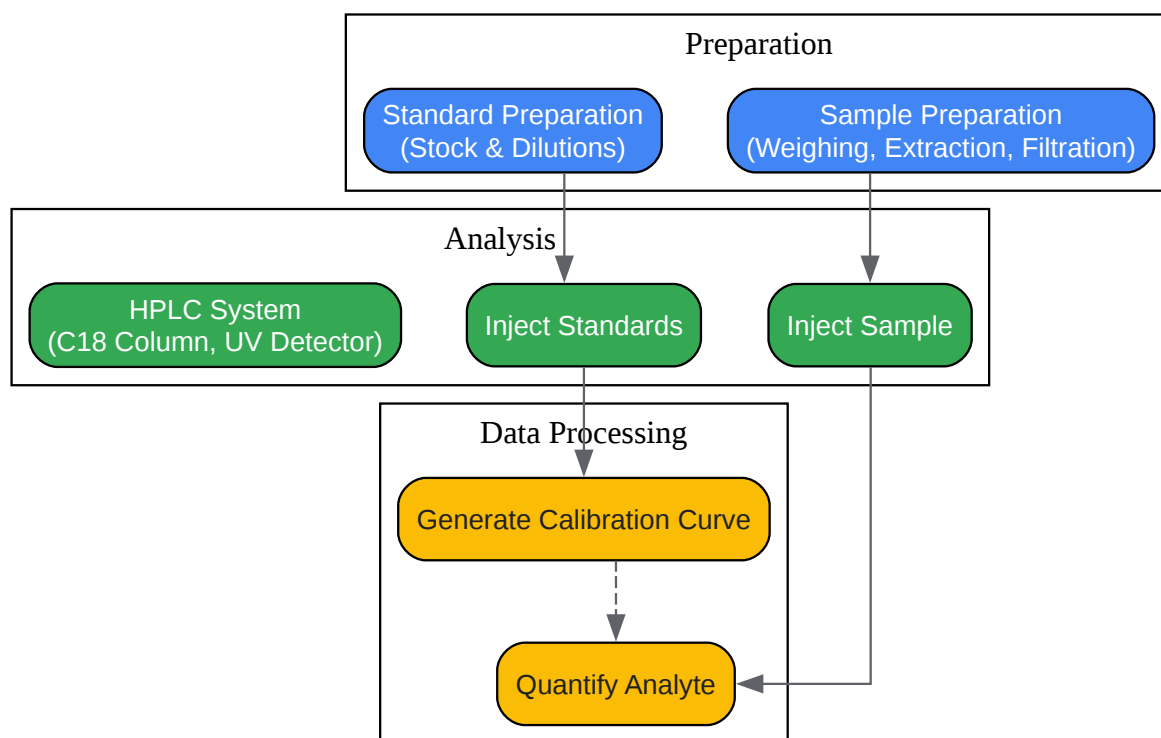 Preparation
Standard Preparation
(Stock & Dilutions)
Sample Preparation
(Weighing, Extraction, Filtration)
Analysis
HPLC System
(C18 Column, UV Detector)
Inject Standards
Inject Sample
Data Processing
Generate Calibration Curve
Quantify Analyte